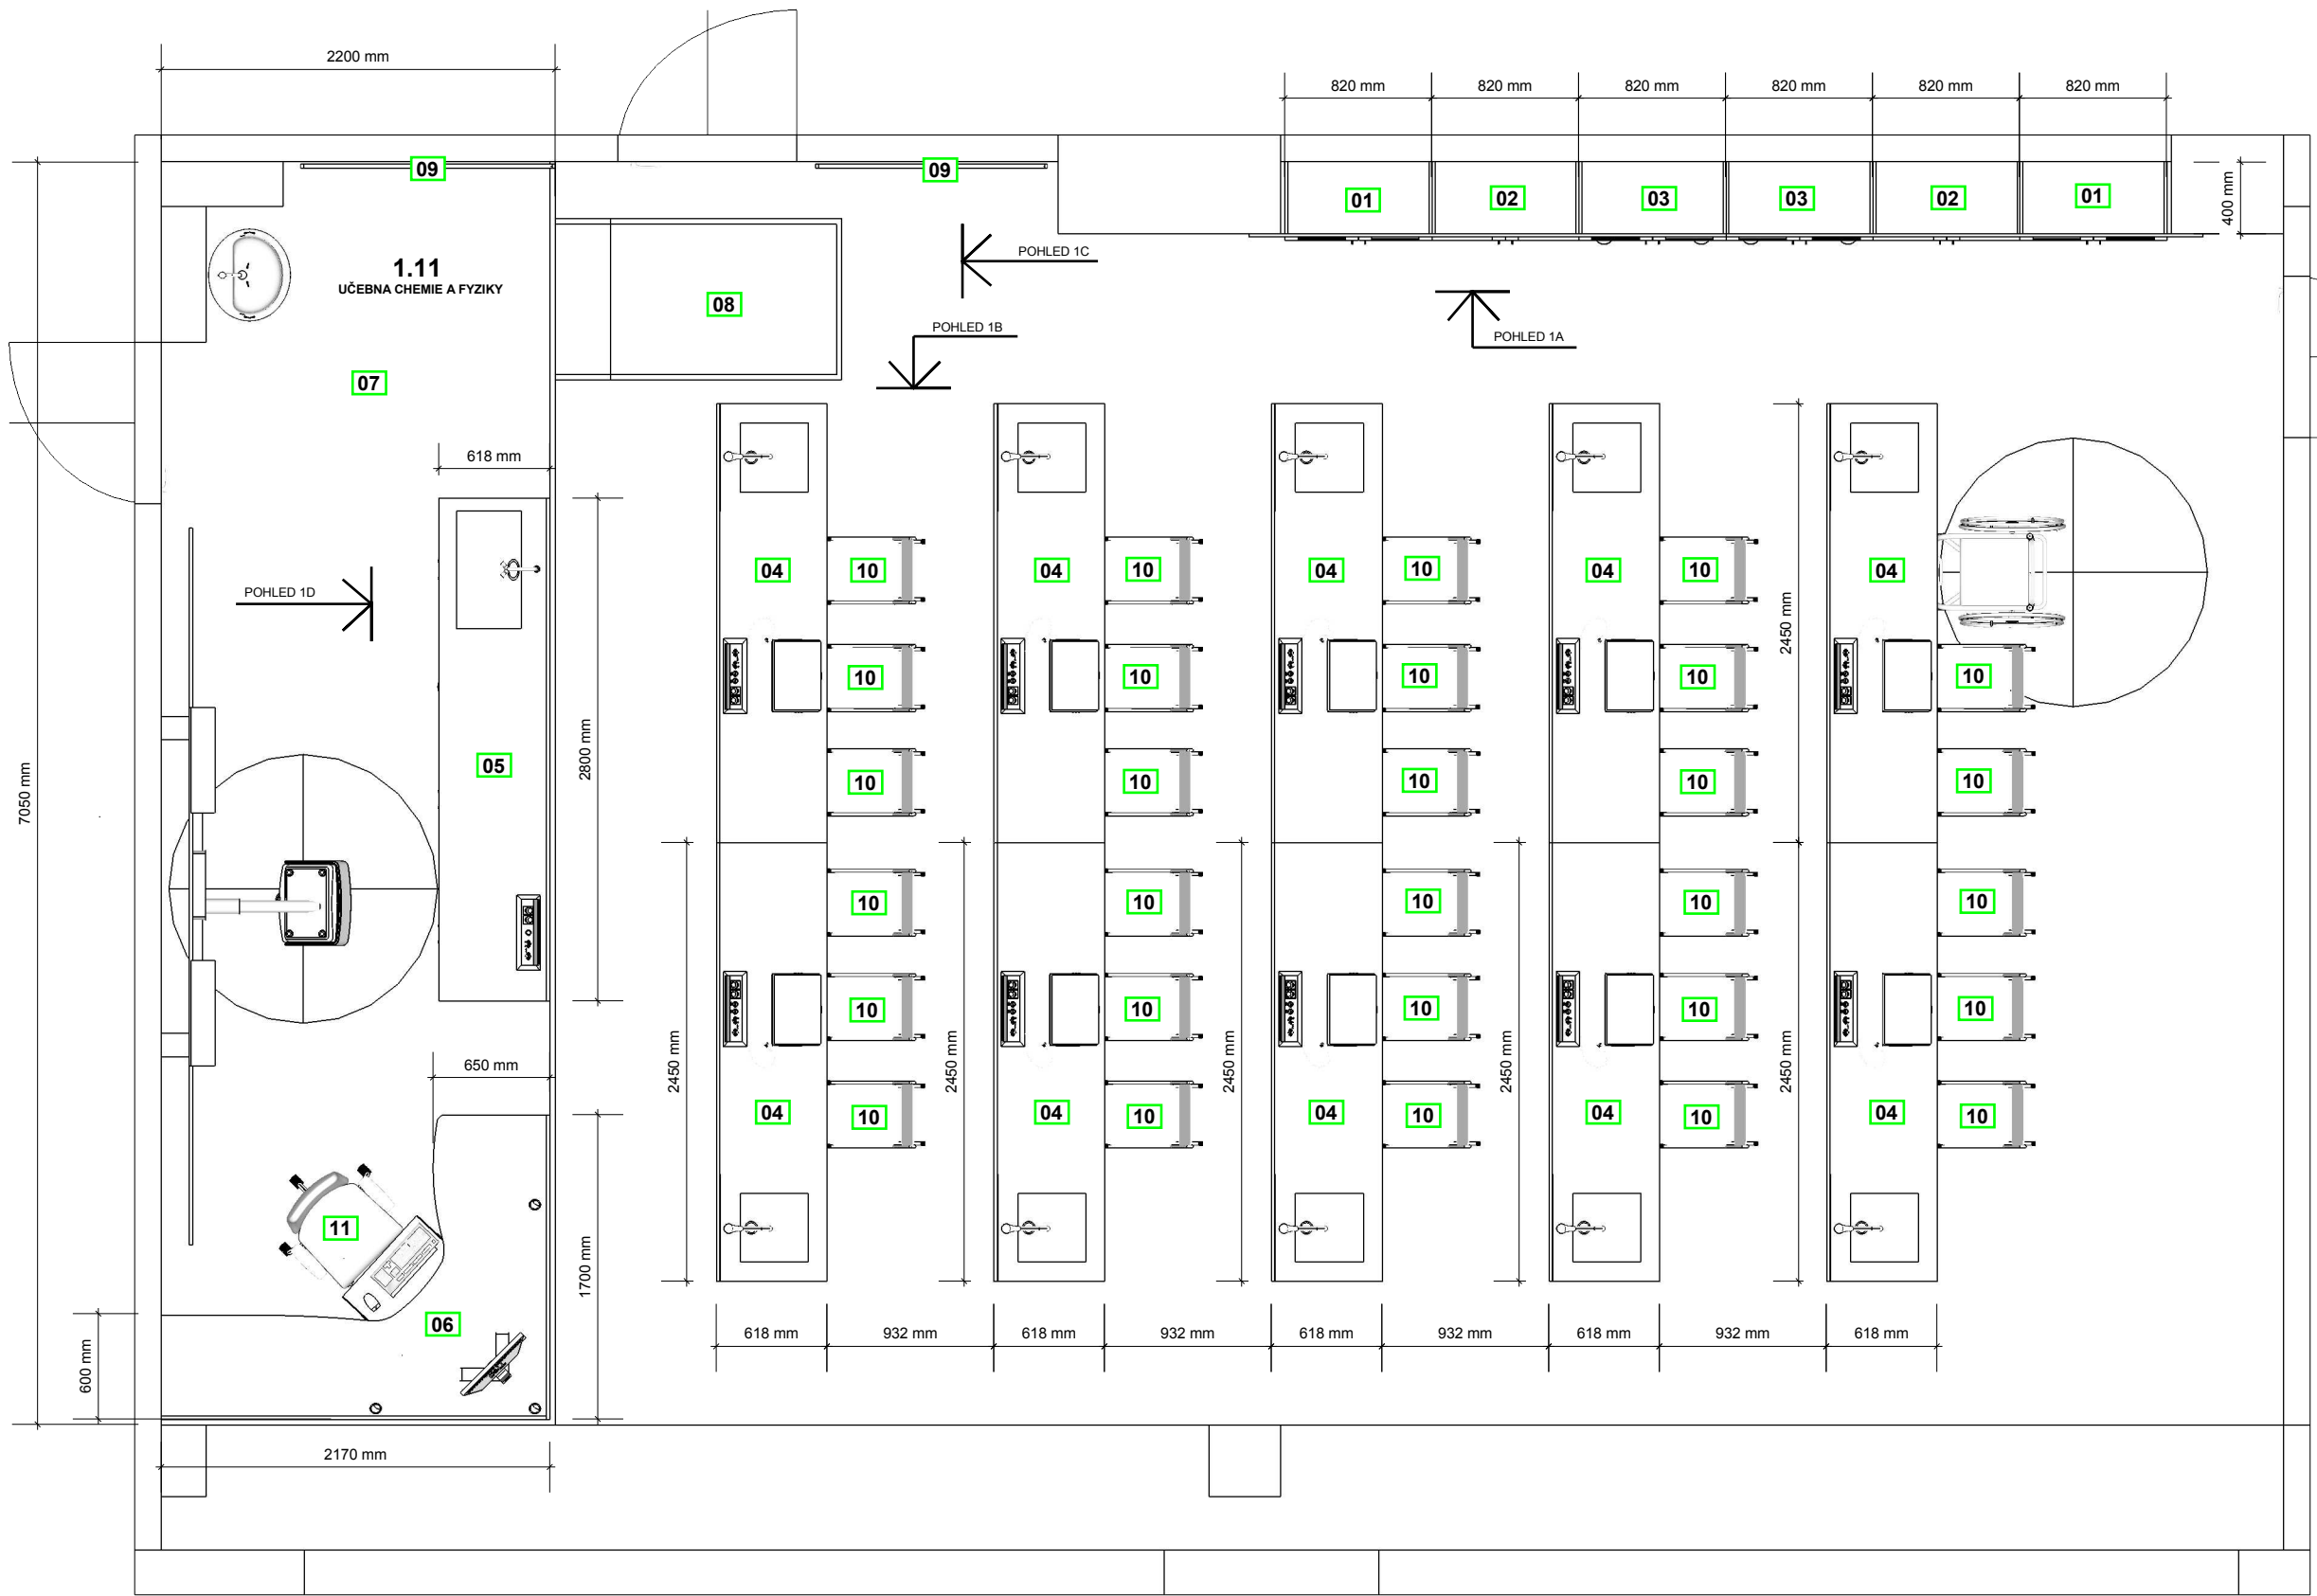 2200 mm
820 mm 820 mm 820 mm 820 mm 820 mm 820 mm
09 09
01 02 03 03 02 01
400 mm
1.11
UČEBNA CHEMIE A FYZIKY
POHLED 1C
08
POHLED 1B
POHLED 1A
07
618 mm
04 10 04 10 04 10 04 10 04
POHLED 1D
2450 mm
10 10 10 10 10
7050 mm
05
2800 mm
10 10 10 10 10
10 10 10 10 10
10 10 10 10 10
650 mm
2450 mm 2450 mm 2450 mm 2450 mm 2450 mm
04 10 04 10 04 10 04 10 04 10
11
1700 mm
06
618 mm 932 mm 618 mm 932 mm 618 mm 932 mm 618 mm 932 mm 618 mm
600 mm
2170 mm